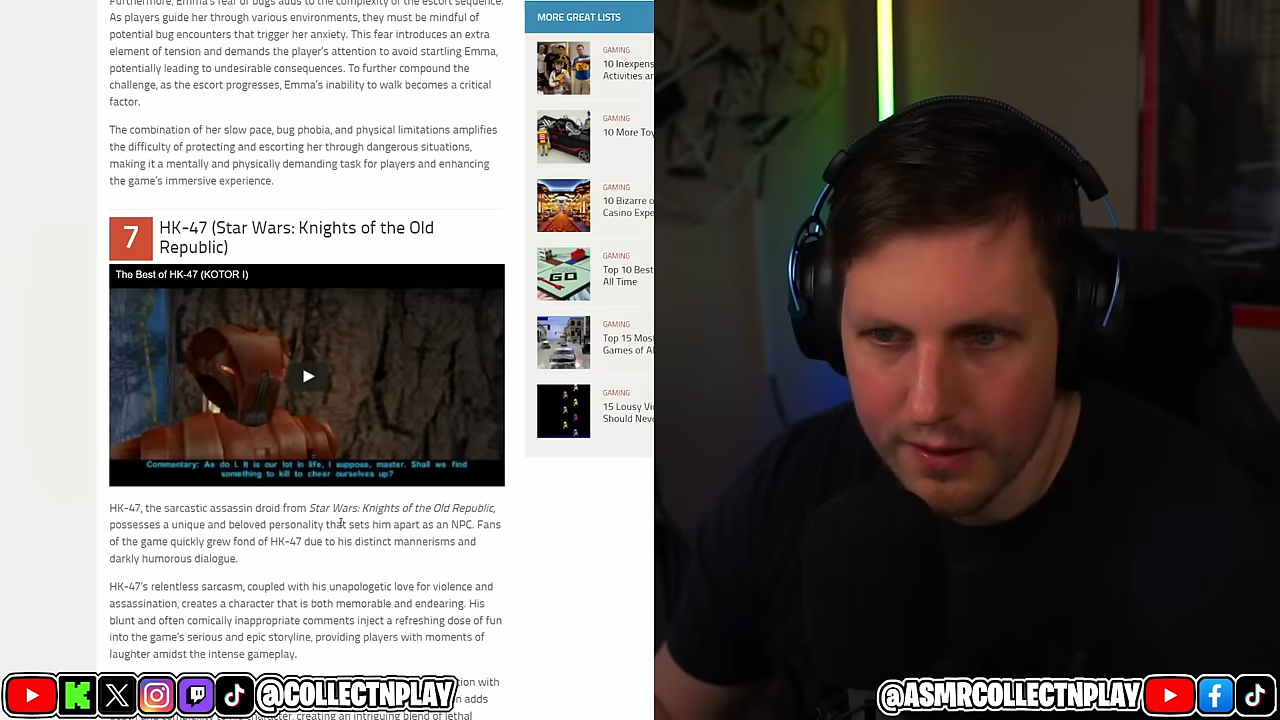 Furthermore, Emma's fear of bugs adds to the complexity of the escort sequence.
As players guide her through various environments, they must be mindful of
potential bug encounters that trigger her anxiety. This fear introduces an extra
element of tension and demands the player's attention to avoid startling Emma,
potentially leading to undesirable consequences. To further compound the
challenge, as the escort progresses, Emma's inability to walk becomes a critical
factor.
The combination of her slow pace, bug phobia, and physical limitations amplifies
the difficulty of protecting and escorting her through dangerous situations,
making it a mentally and physically demanding task for players and enhancing
the game's immersive experience.
7
HK-47 (Star Wars: Knights of the Old
Republic)
The Best of HK-47 (KOTOR I)
Commentary: As do I. It is our lot in life, I suppose, master. Shall we find
something to kill to cheer ourselves up?
HK-47, the sarcastic assassin droid from Star Wars: Knights of the Old Republic,
possesses a unique and beloved personality that sets him apart as an NPC. Fans
of the game quickly grew fond of HK-47 due to his distinct mannerisms and
darkly humorous dialogue.
HK-47's relentless sarcasm, coupled with his unapologetic love for violence and
assassination, creates a character that is both memorable and endearing. His
blunt and often comically inappropriate comments inject a refreshing dose of fun
into the game's serious and epic storyline, providing players with moments of
laughter amidst the intense gameplay.
with
adds
character, creating an intriguing blend of lethal
MORE GREAT LISTS
GAMING
10 Inexpens
Activities an
10 More Toy
GAMING
10 Bizarre o
Casino Expe
GAMING
Top 10 Best
All Time
GAMING
Top 15 Mos
Games of A
GAMING
15 Lousy Vi
Should Neve
GO
@COLLECTNPLAY
@ASMRCOLLECTNPLAY